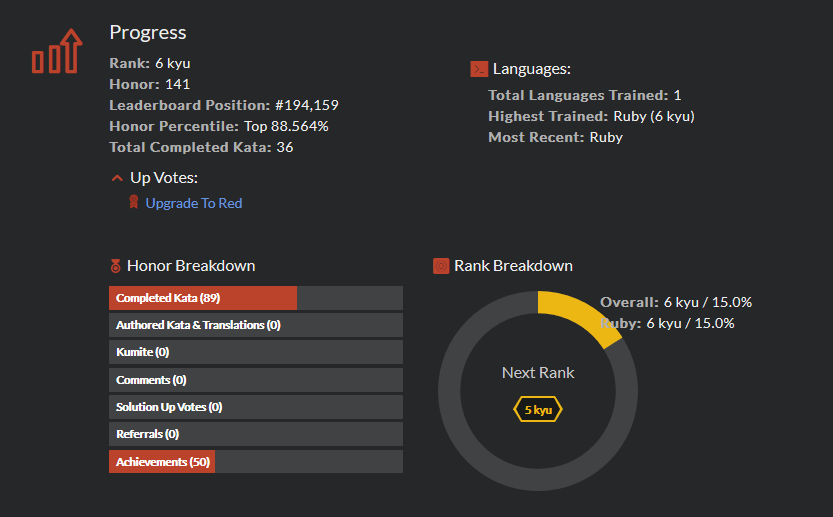 Progress
Rank: 6 kyu
Honor: 141
Leaderboard Position: #194,159
Honor Percentile: Top 88.564%
Total Completed Kata: 36
Up Votes:
Upgrade To Red
Languages:
Total Languages Trained: 1
Highest Trained: Ruby (6 kyu)
Most Recent: Ruby
Honor Breakdown
Completed Kata (89)
Authored Kata & Translations (0)
Kumite (0)
Comments (0)
Solution Up Votes (0)
Referrals (0)
Achievements (50)
Rank Breakdown
Overall: 6 kyu / 15.0%
Ruby: 6 kyu / 15.0%
Next Rank
5 kyu